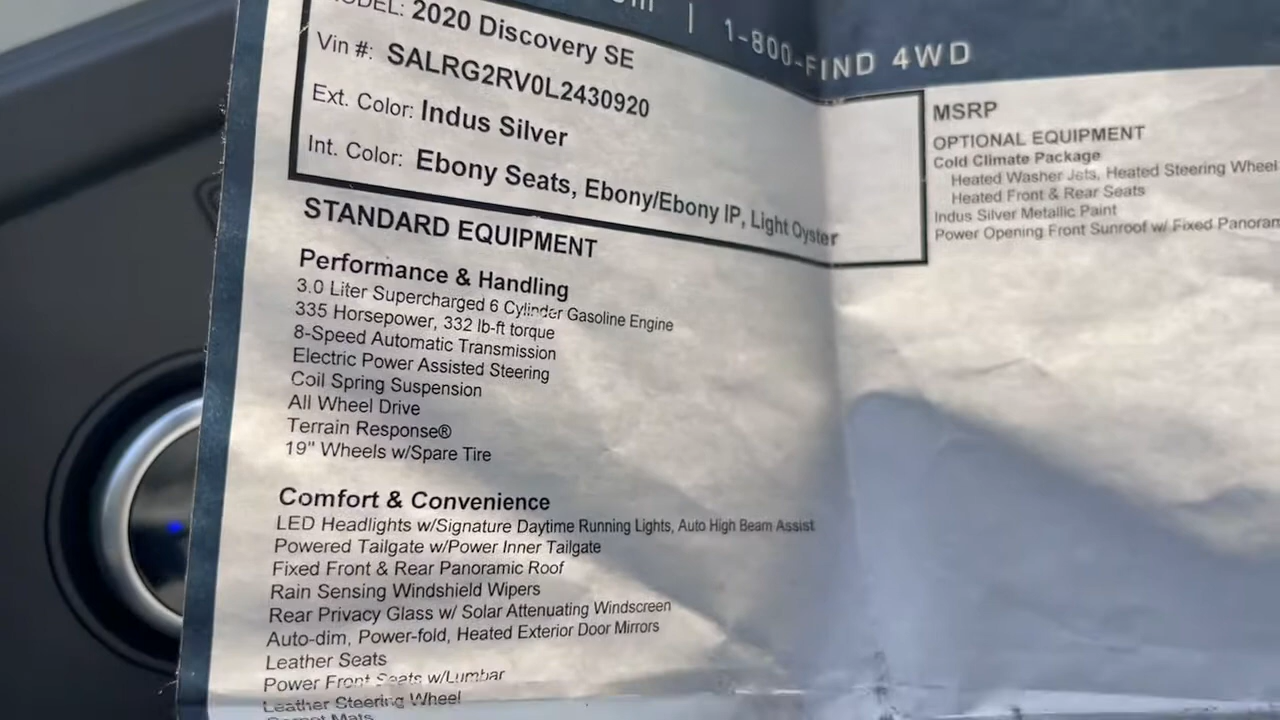 1-800-FIND 4WD
MODEL: 2020 Discovery SE
Vin #: SALRG2RV0L2430920
Ext. Color: Indus Silver
Int. Color: Ebony Seats, Ebony/Ebony IP, Light Oyster
STANDARD EQUIPMENT
Performance & Handling
3.0 Liter Supercharged 6 Cylinder Gasoline Engine
335 Horsepower, 332 lb-ft torque
8-Speed Automatic Transmission
Electric Power Assisted Steering
Coil Spring Suspension
All Wheel Drive
Terrain Response®
19" Wheels w/Spare Tire
Comfort & Convenience
LED Headlights w/Signature Daytime Running Lights, Auto High Beam Assist
Powered Tailgate w/Power Inner Tailgate
Fixed Front & Rear Panoramic Roof
Rain Sensing Windshield Wipers
Rear Privacy Glass w/ Solar Attenuating Windscreen
Auto-dim, Power-fold, Heated Exterior Door Mirrors
Leather Seats
Power Front Seats w/Lumbar
Leather Steering Wheel
MSRP
OPTIONAL EQUIPMENT
Cold Climate Package
Heated Washer Jets, Heated Steering Wheel
Heated Front & Rear Seats
Indus Silver Metallic Paint
Power Opening Front Sunroof w/ Fixed Panoram